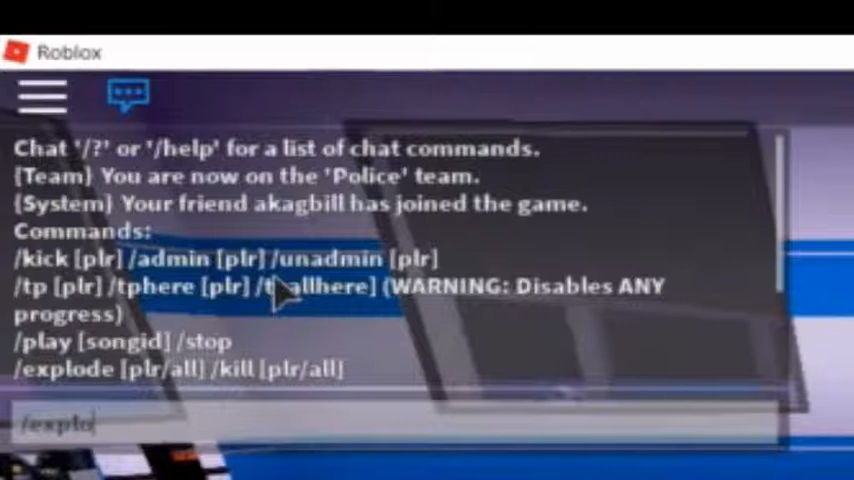 Roblox
Chat '/?' or '/help' for a list of chat commands.
{Team} You are now on the 'Police' team.
{System} Your friend akagbill has joined the game.
Commands:
/kick [plr] /admin [plr] /unadmin [plr]
/tp [plr] /tphere [plr] (WARNING: Disables ANY
progress)
/play [songid] /stop
/explode [plr/all] /kill [plr/all]
/explo